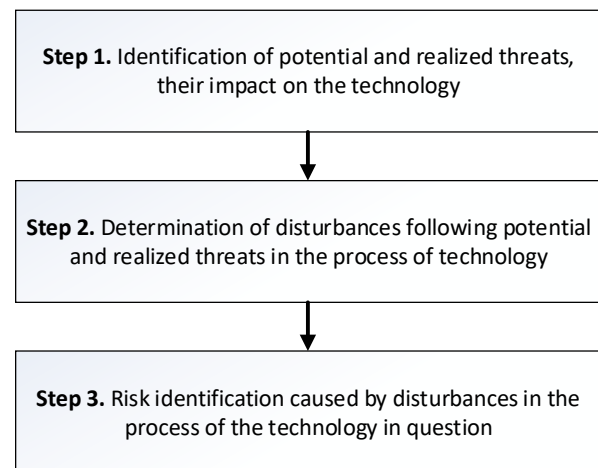 Step 1. Identification of potential and realized threats,
their impact on the technology
Step 2. Determination of disturbances following potential
and realized threats in the process of technology
Step 3. Risk identification caused by disturbances in the
process of the technology in question